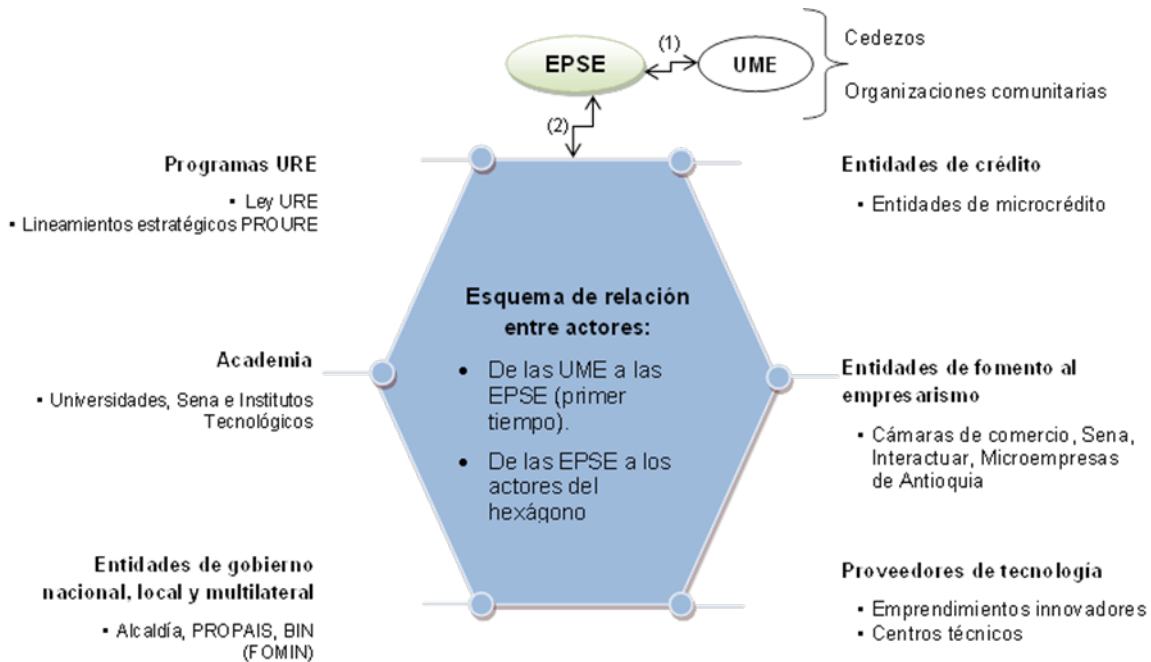 EPSE
(1)
UME
Cedezos
Organizaciones comunitarias
(2)
Programas URE
▪ Ley URE
▪ Lineamientos estratégicos PROURE
Entidades de crédito
▪ Entidades de microcrédito
Esquema de relación
entre actores:
• De las UME a las
EPSE (primer
tiempo).
• De las EPSE a los
actores del
hexágono
Academia
▪ Universidades, Sena e Institutos
Tecnológicos
Entidades de fomento al
empresarismo
▪ Cámaras de comercio, Sena,
Interactuar, Microempresas
de Antioquia
Entidades de gobierno
nacional, local y multilateral
▪ Alcaldía, PROPAIS, BIN
(FOMIN)
Proveedores de tecnología
▪ Emprendimientos innovadores
▪ Centros técnicos